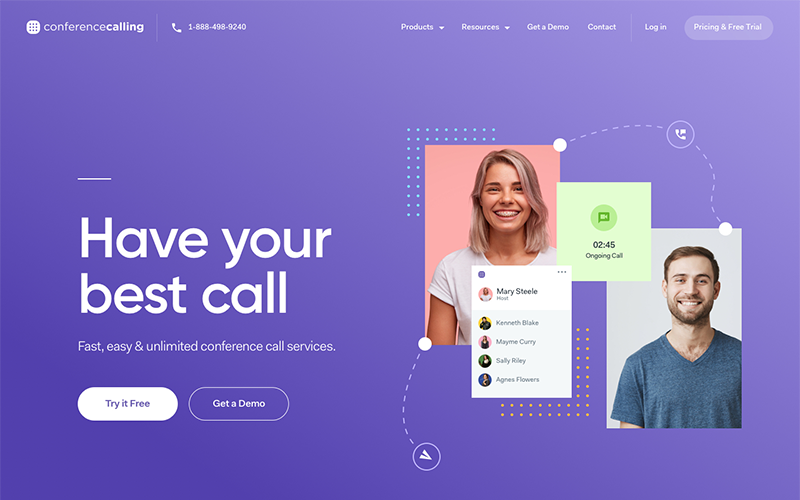 conferencecalling
1-888-498-9240
Products
Resources
Get a Demo
Contact
Log in
Pricing & Free Trial
Have your
best call
Fast, easy & unlimited conference call services.
Try it Free
Get a Demo
02:45
Ongoing Call
Mary Steele
Host
Kenneth Blake
Mayme Curry
Sally Riley
Agnes Flowers